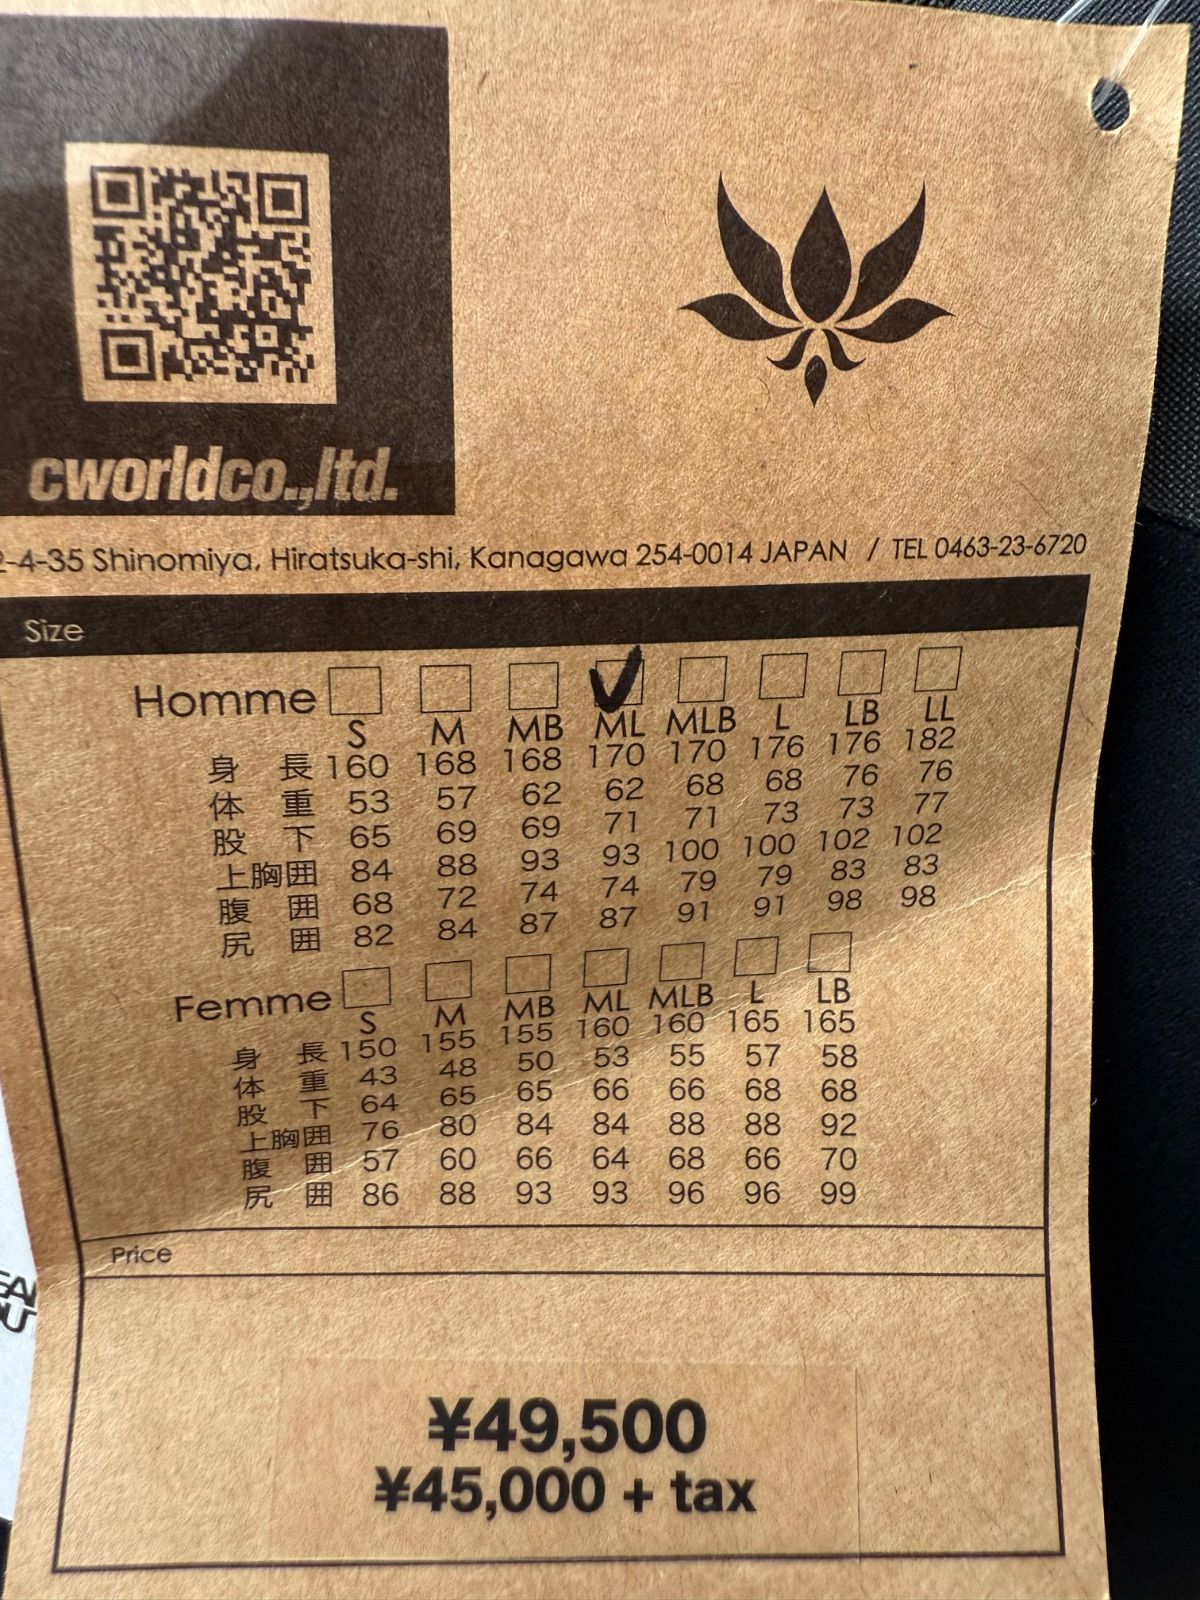 cworldco.,ltd.
2-4-35 Shinomiya, Hiratsuka-shi, Kanagawa 254-0014 JAPAN / TEL 0463-23-6720
Size
Homme
S M MB ML MLB L LB LL
身長 160 168 168 170 170 176 176 182
体重 53 57 62 62 68 68 76 76
股下 65 69 69 71 71 73 73 77
上胸囲 84 88 93 93 100 100 102 102
腹囲 68 72 74 74 79 79 83 83
尻囲 82 84 87 87 91 91 98 98
Femme
S M MB ML MLB L LB
身長 150 155 155 160 160 165 165
体重 43 48 50 53 55 57 58
股下 64 65 65 66 66 68 68
上胸囲 76 80 84 84 88 88 92
腹囲 57 60 66 64 68 66 70
尻囲 86 88 93 93 96 96 99
Price
¥49,500
¥45,000 + tax